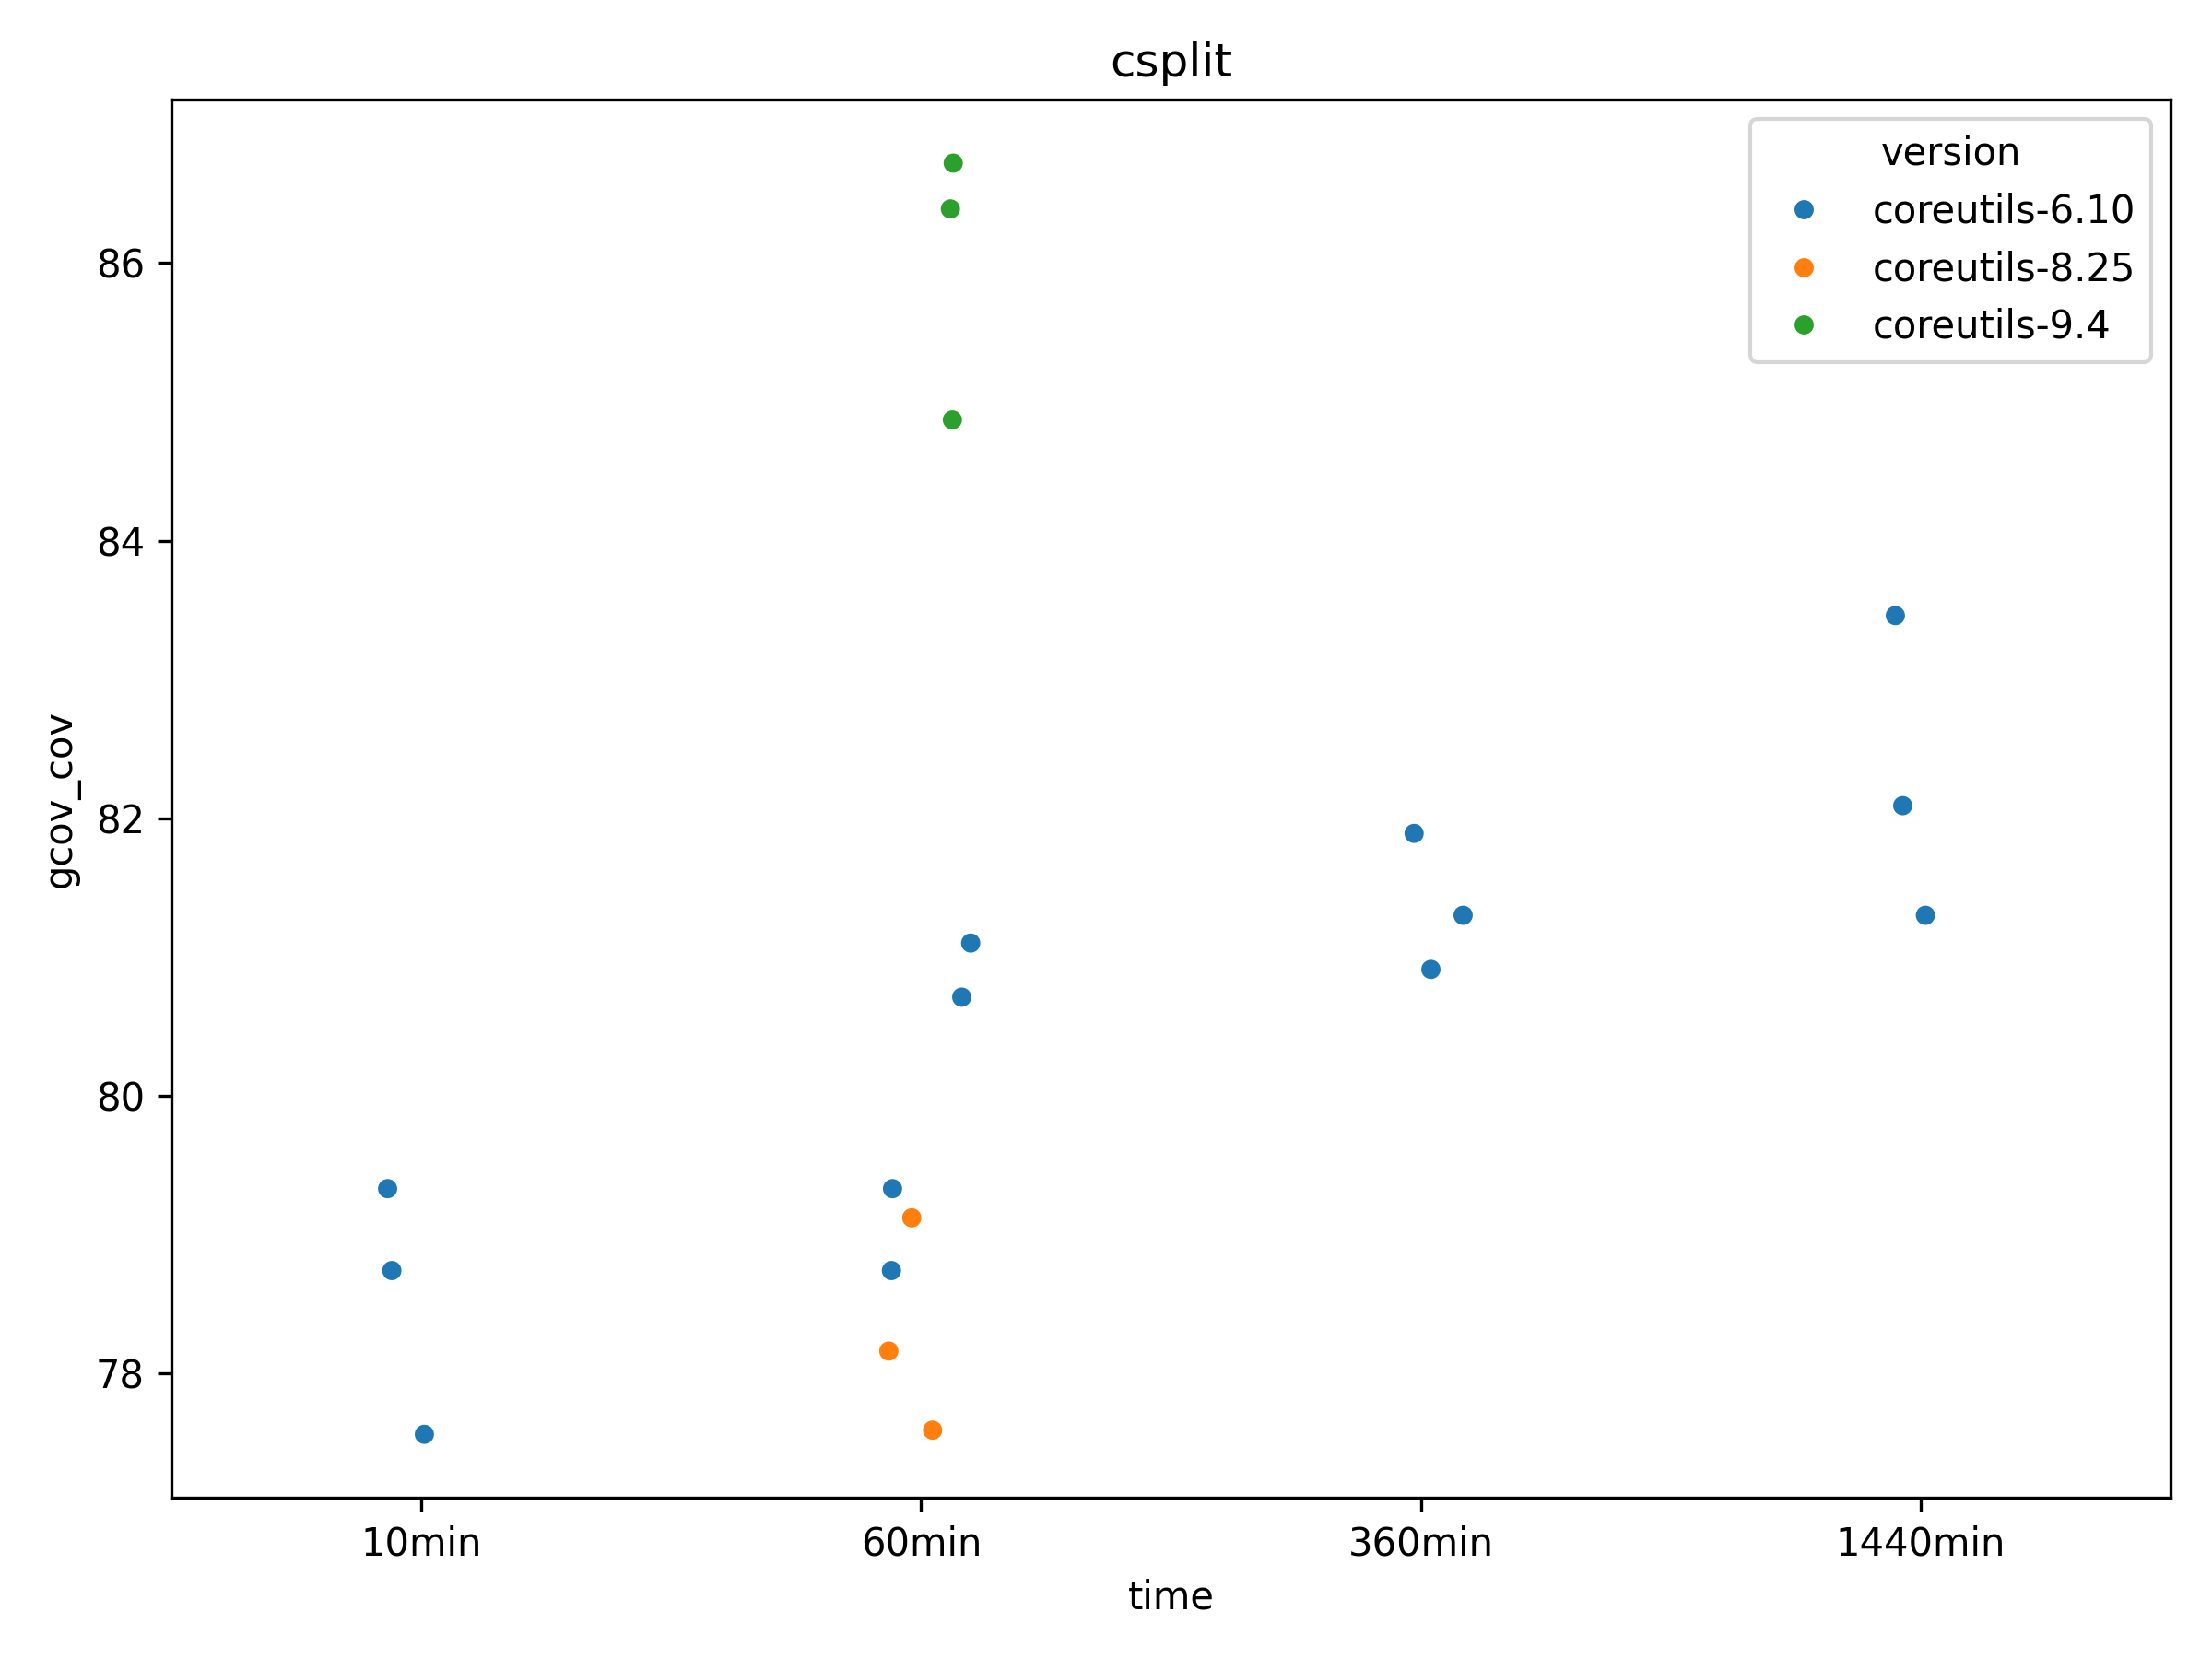 csplit
version
coreutils-6.10
coreutils-8.25
coreutils-9.4
gcov_cov
86
84
82
80
78
10min 60min 360min 1440min
time